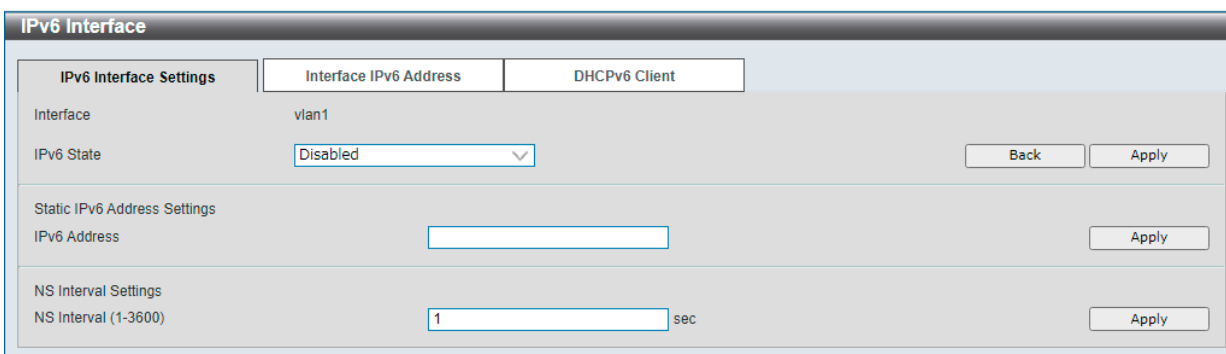 IPv6 Interface
IPv6 Interface Settings Interface IPv6 Address DHCPv6 Client
Interface vlan1
IPv6 State Disabled Back Apply
Static IPv6 Address Settings
IPv6 Address Apply
NS Interval Settings
NS Interval (1-3600) 1 sec Apply